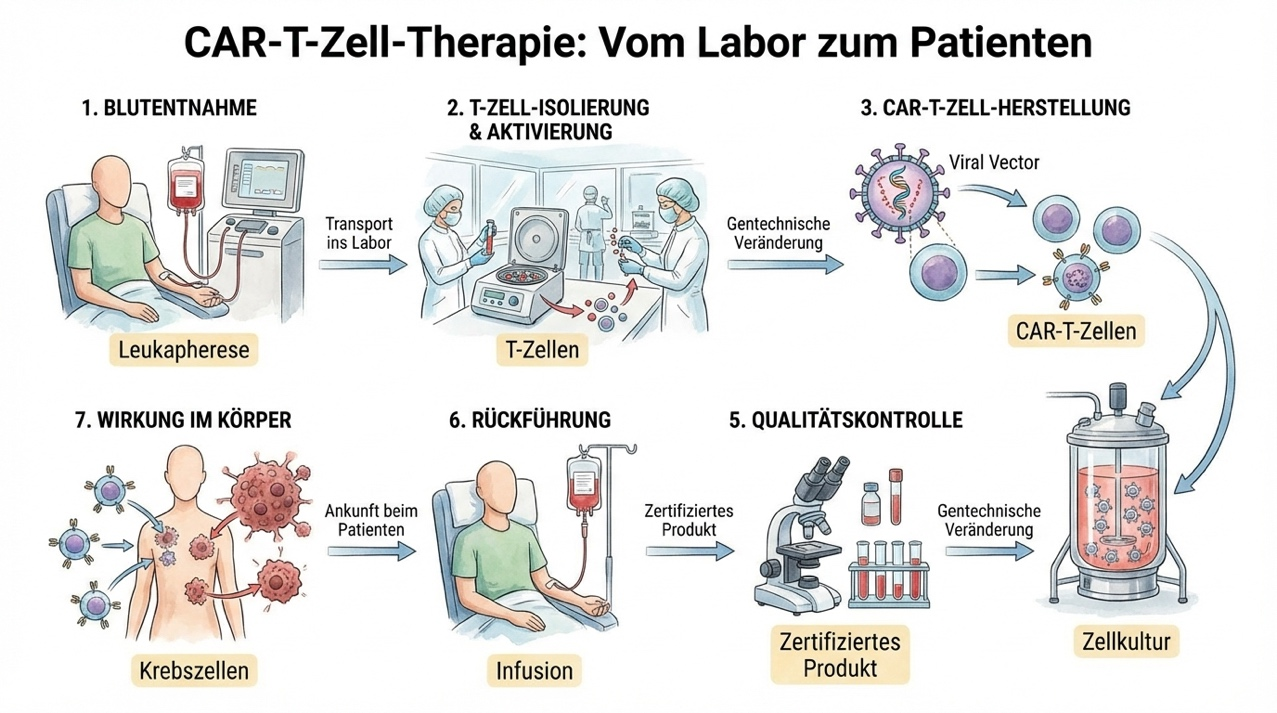 CAR-T-Zell-Therapie: Vom Labor zum Patienten
1. BLUTENTNAHME
Transport
ins Labor
Leukapherese
2. T-ZELL-ISOLIERUNG
& AKTIVIERUNG
Gentechnische
Veränderung
T-Zellen
3. CAR-T-ZELL-HERSTELLUNG
Viral Vector
CAR-T-Zellen
7. WIRKUNG IM KÖRPER
Ankunft beim
Patienten
Krebszellen
6. RÜCKFÜHRUNG
Zertifiziertes
Produkt
Infusion
5. QUALITÄTSKONTROLLE
Gentechnische
Veränderung
Zertifiziertes
Produkt
Zellkultur